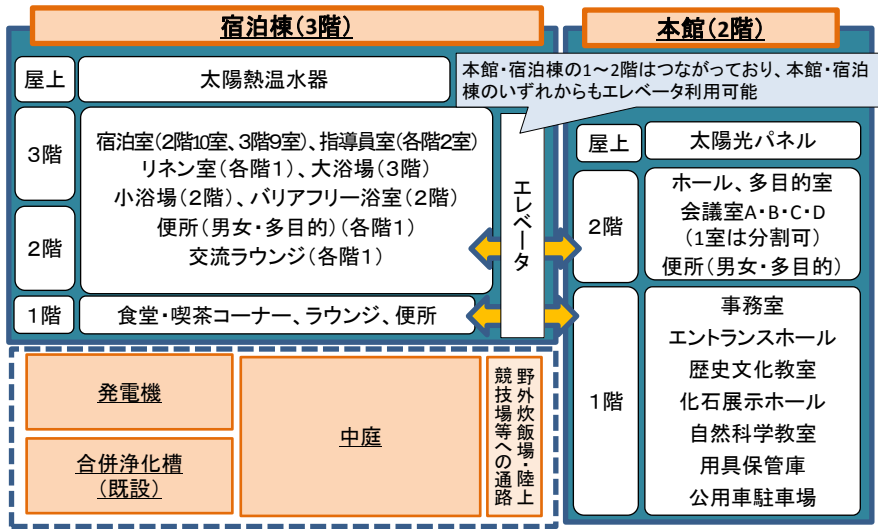 宿泊棟(3階)
屋上
太陽熱温水器
3階
2階
宿泊室(2階10室、3階9室)、指導員室(各階2室)
リネン室(各階1)、大浴場(3階)
小浴場(2階)、バリアフリー浴室(2階)
便所(男女・多目的)(各階1)
交流ラウンジ(各階1)
1階
食堂・喫茶コーナー、ラウンジ、便所
エレベータ
本館・宿泊棟の1~2階はつながっており、本館・宿泊
棟のいずれからもエレベータ利用可能
本館(2階)
屋上
太陽光パネル
2階
ホール、多目的室
会議室A・B・C・D
(1室は分割可)
便所(男女・多目的)
1階
事務室
エントランスホール
歴史文化教室
化石展示ホール
自然科学教室
用具保管庫
公用車駐車場
発電機
合併浄化槽
(既設)
中庭
野外炊飯場・陸上
競技場等への通路